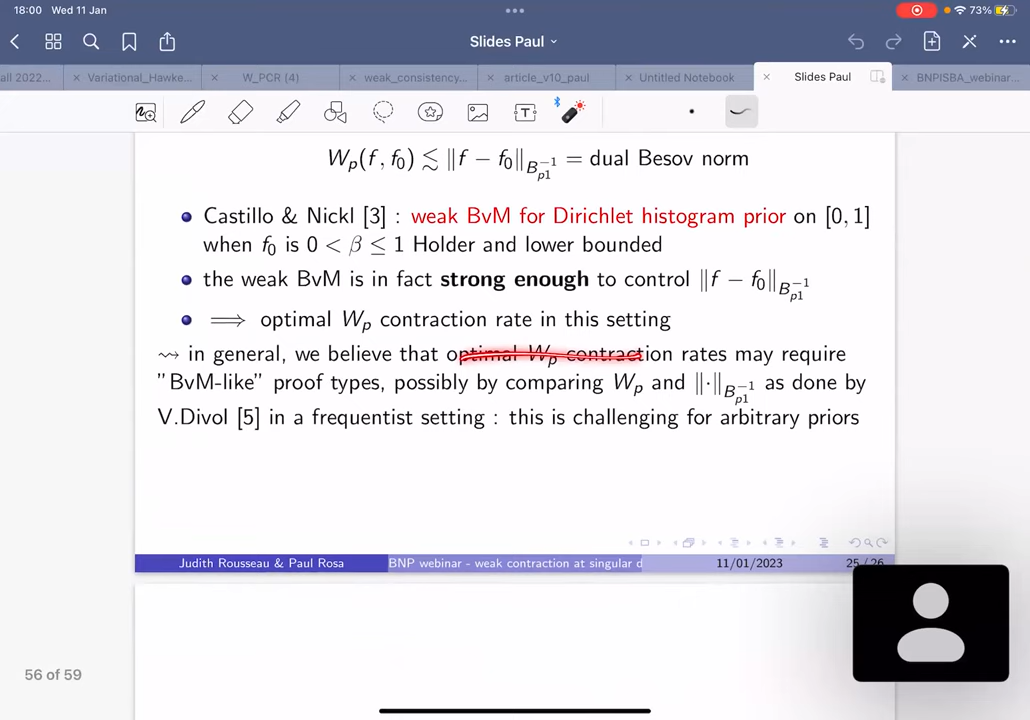 18:00 Wed 11 Jan
73%
Slides Paul
all 2022...
Variational_Hawke...
W_PCR (4)
weak_consistency...
article_v10_paul
Untitled Notebook
Slides Paul
BNPISBA_webinar...
W_p(f, f_0) ≲ ‖f − f_0‖_{B_{p1}^{−1}} = dual Besov norm
Castillo & Nickl [3] : weak BvM for Dirichlet histogram prior on [0, 1]
when f_0 is 0 < β ≤ 1 Holder and lower bounded
the weak BvM is in fact strong enough to control ‖f − f_0‖_{B_{p1}^{−1}}
⟹ optimal W_p contraction rate in this setting
⇝ in general, we believe that optimal W_p contraction rates may require
"BvM-like" proof types, possibly by comparing W_p and ‖·‖_{B_{p1}^{−1}} as done by
V.Divol [5] in a frequentist setting : this is challenging for arbitrary priors
Judith Rousseau & Paul Rosa
BNP webinar - weak contraction at singular d
11/01/2023
25 / 26
56 of 59